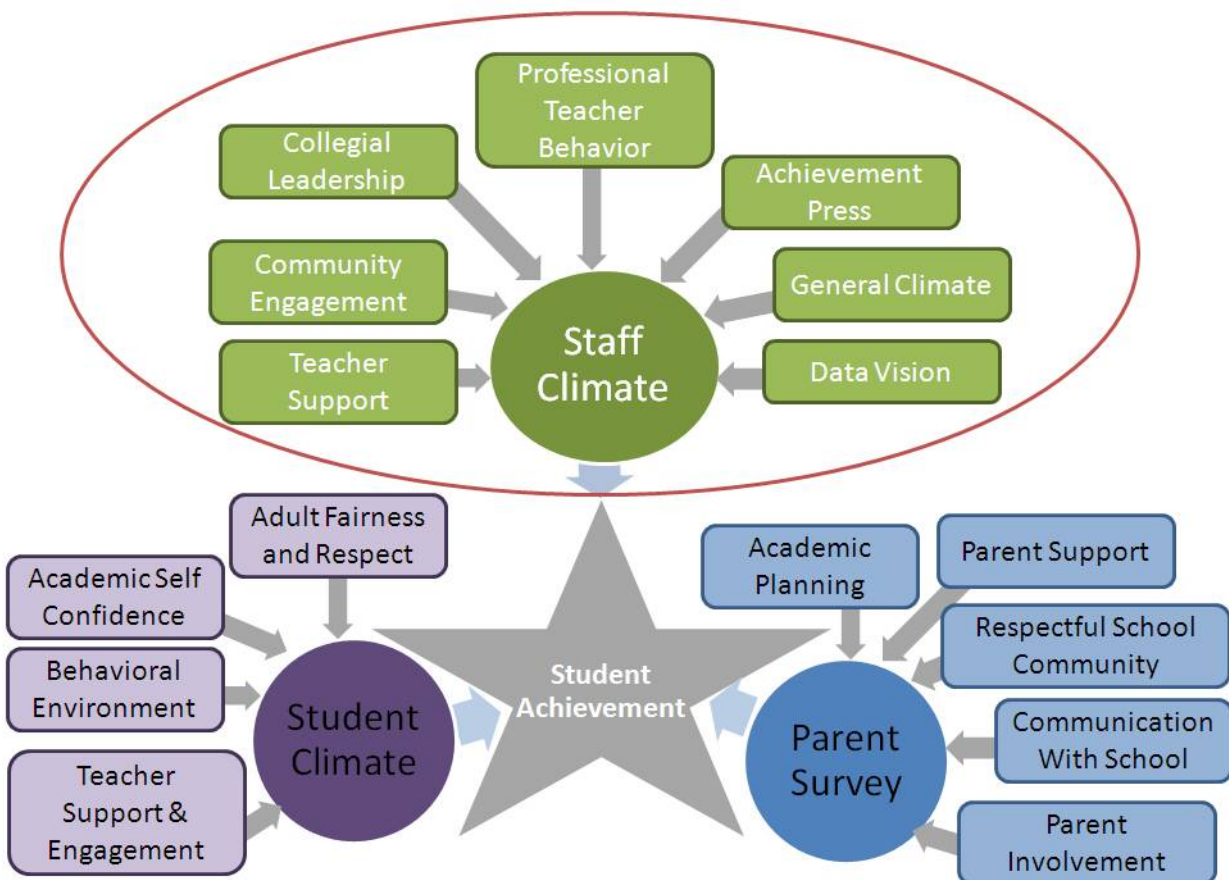 Professional
Teacher
Behavior
Collegial
Leadership
Achievement
Press
Community
Engagement
General Climate
Teacher
Support
Staff
Climate
Data Vision
Adult Fairness
and Respect
Academic Self
Confidence
Behavioral
Environment
Teacher
Support &
Engagement
Student
Climate
Student
Achievement
Academic
Planning
Parent Support
Respectful School
Community
Communication
With School
Parent
Involvement
Parent
Survey